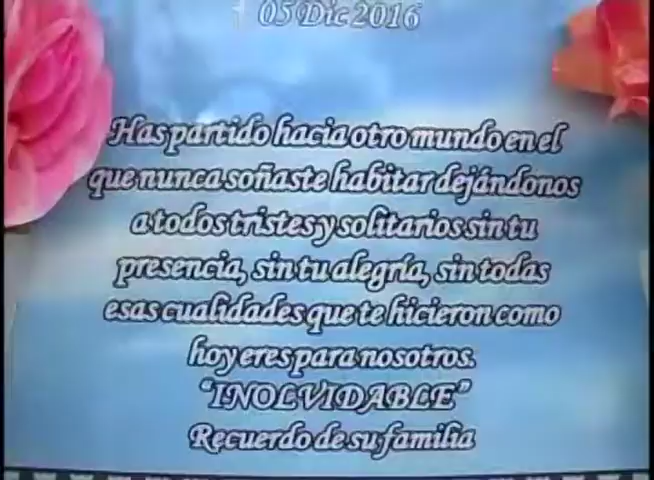 † 05 Dic 2016
Has partido hacia otro mundo en el
que nunca soñaste habitar dejándonos
a todos tristes y solitarios sin tu
presencia, sin tu alegría, sin todas
esas cualidades que te hicieron como
hoy eres para nosotros.
"INOLVIDABLE"
Recuerdo de su familia